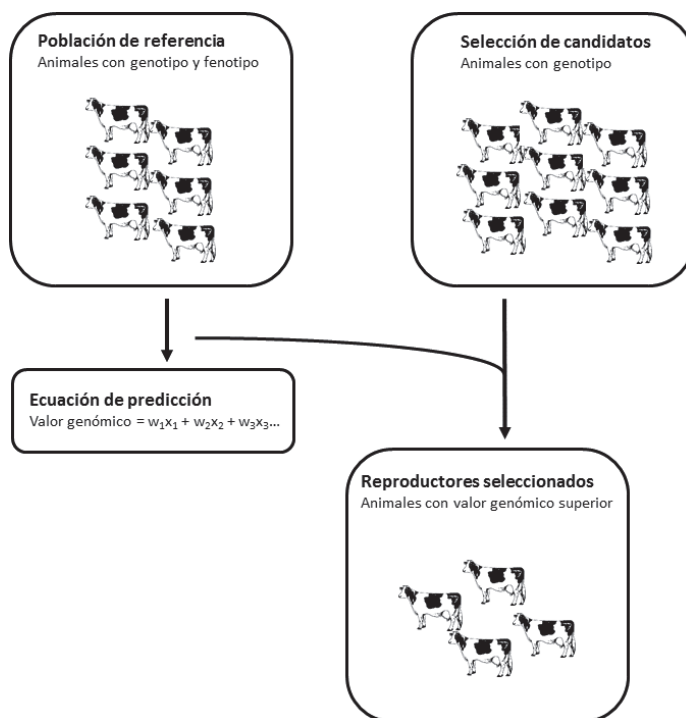 Población de referencia
Animales con genotipo y fenotipo
Selección de candidatos
Animales con genotipo
Ecuación de predicción
Valor genómico = w₁x₁ + w₂x₂ + w₃x₃...
Reproductores seleccionados
Animales con valor genómico superior